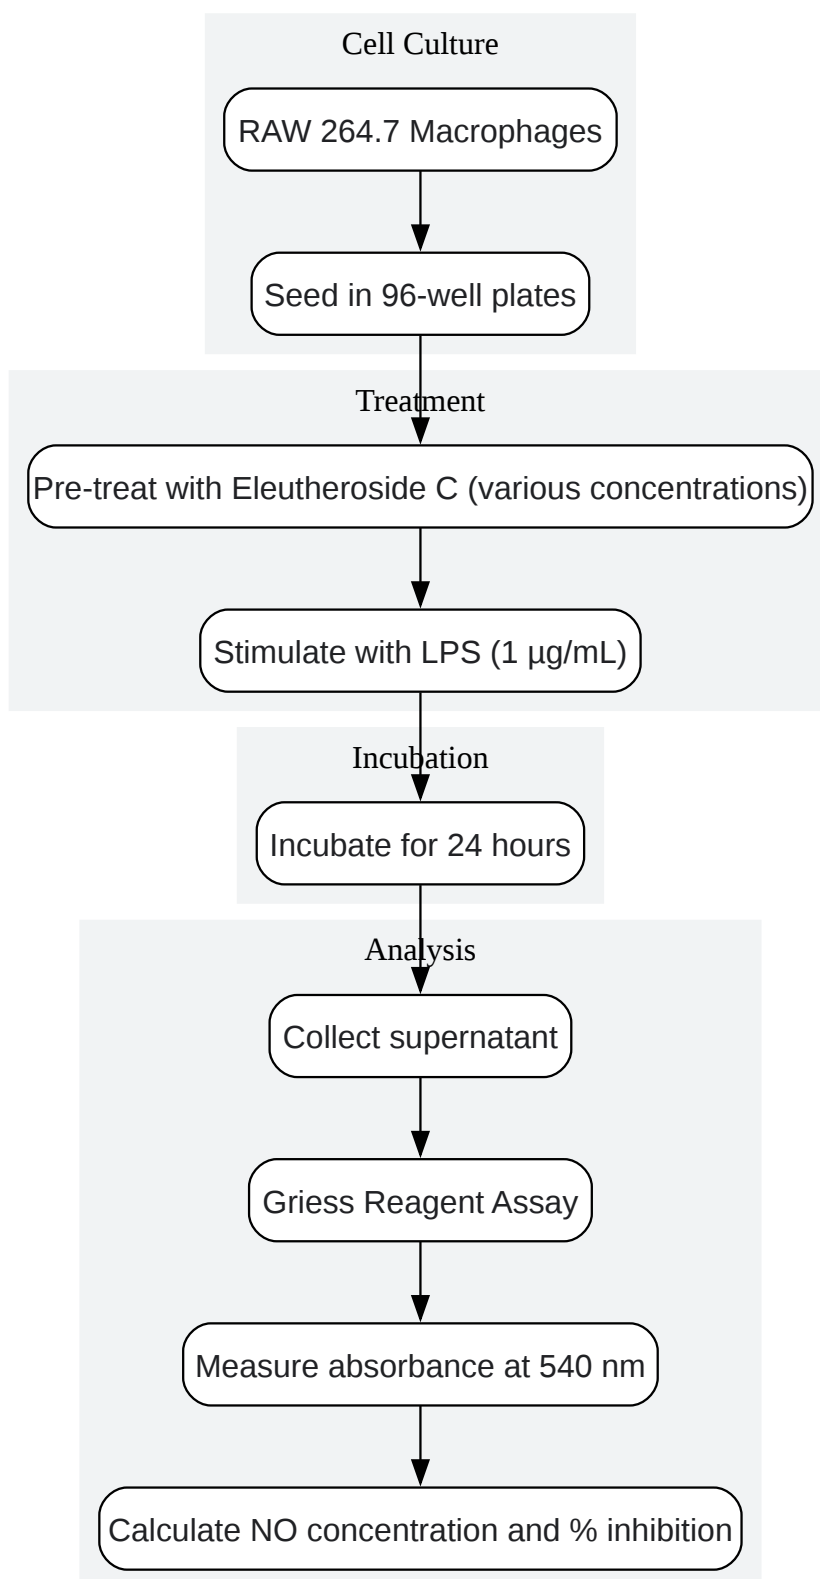 Cell Culture
RAW 264.7 Macrophages
Seed in 96-well plates
Treatment
Pre-treat with Eleutheroside C (various concentrations)
Stimulate with LPS (1 µg/mL)
Incubation
Incubate for 24 hours
Analysis
Collect supernatant
Griess Reagent Assay
Measure absorbance at 540 nm
Calculate NO concentration and % inhibition